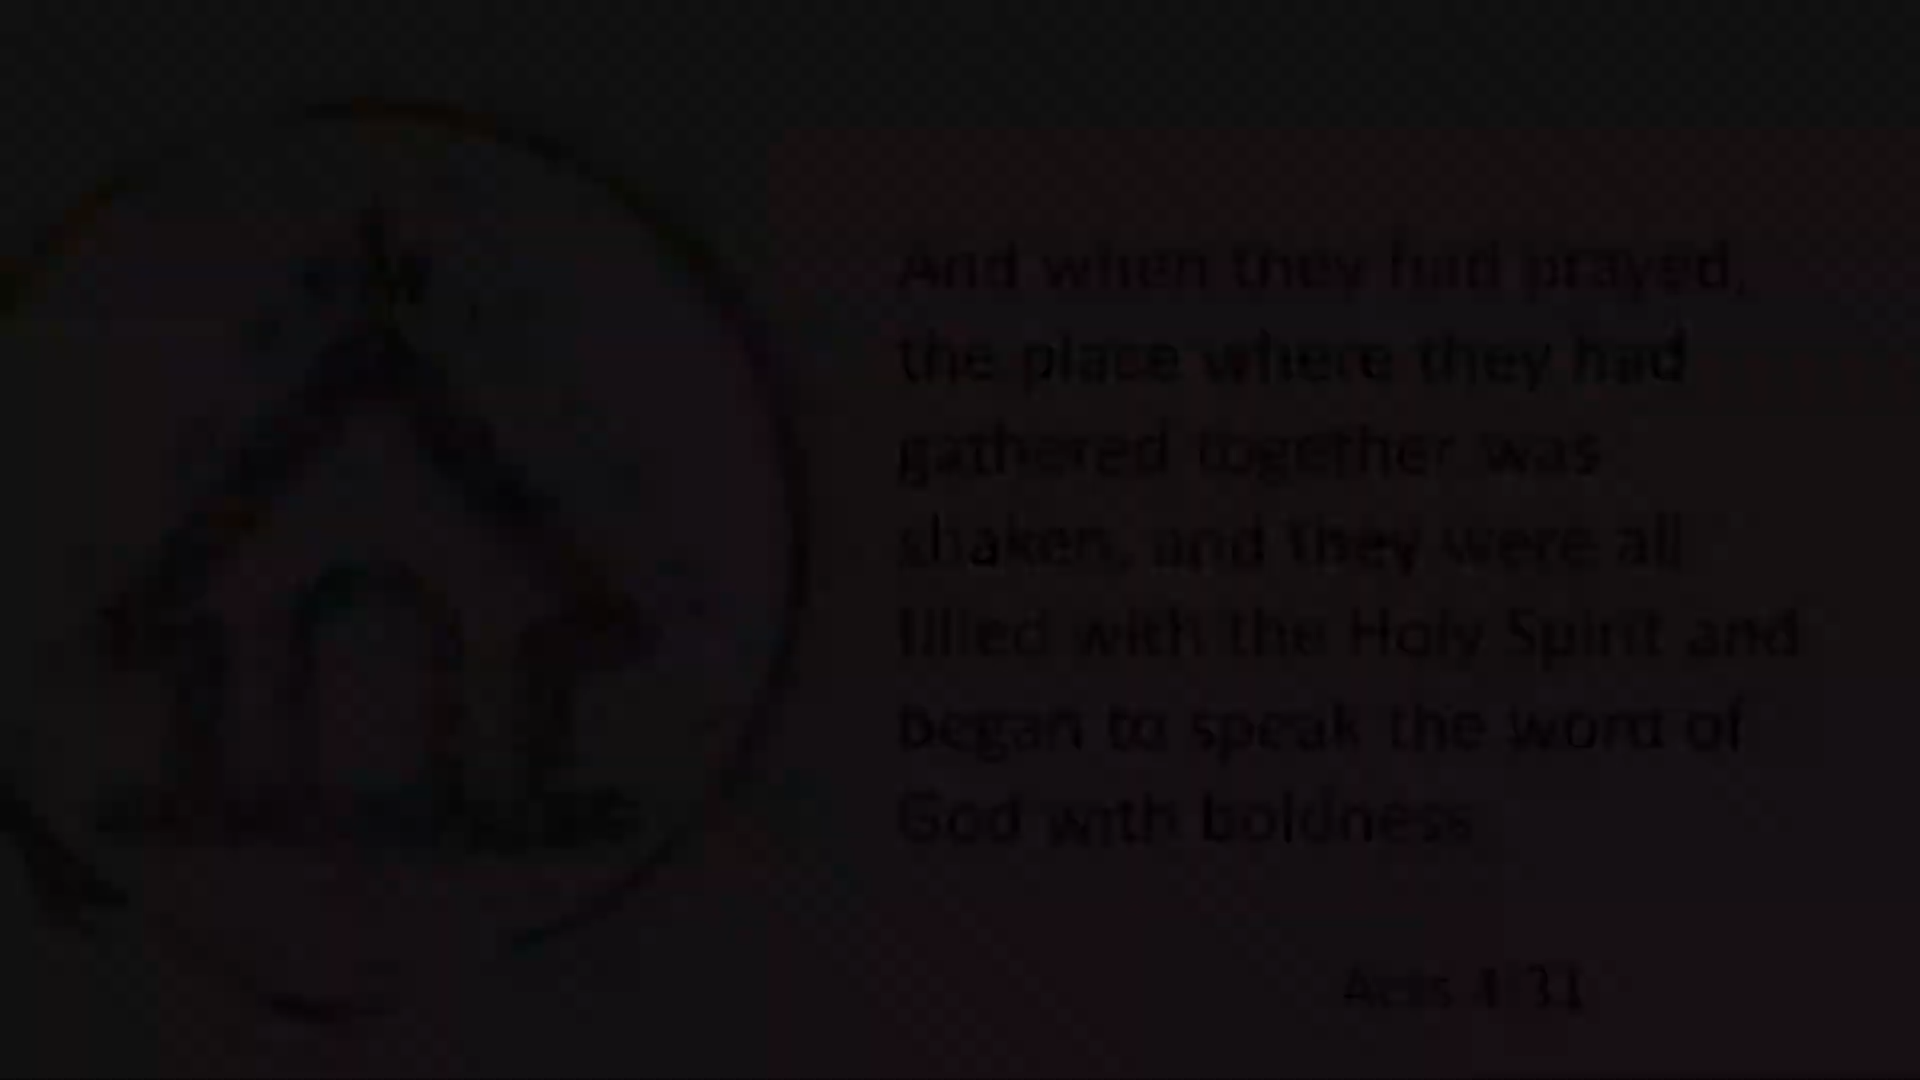 And when they had prayed,
the place where they had
gathered together was
shaken, and they were all
filled with the Holy Spirit and
began to speak the word of
God with boldness
Acts 4 31